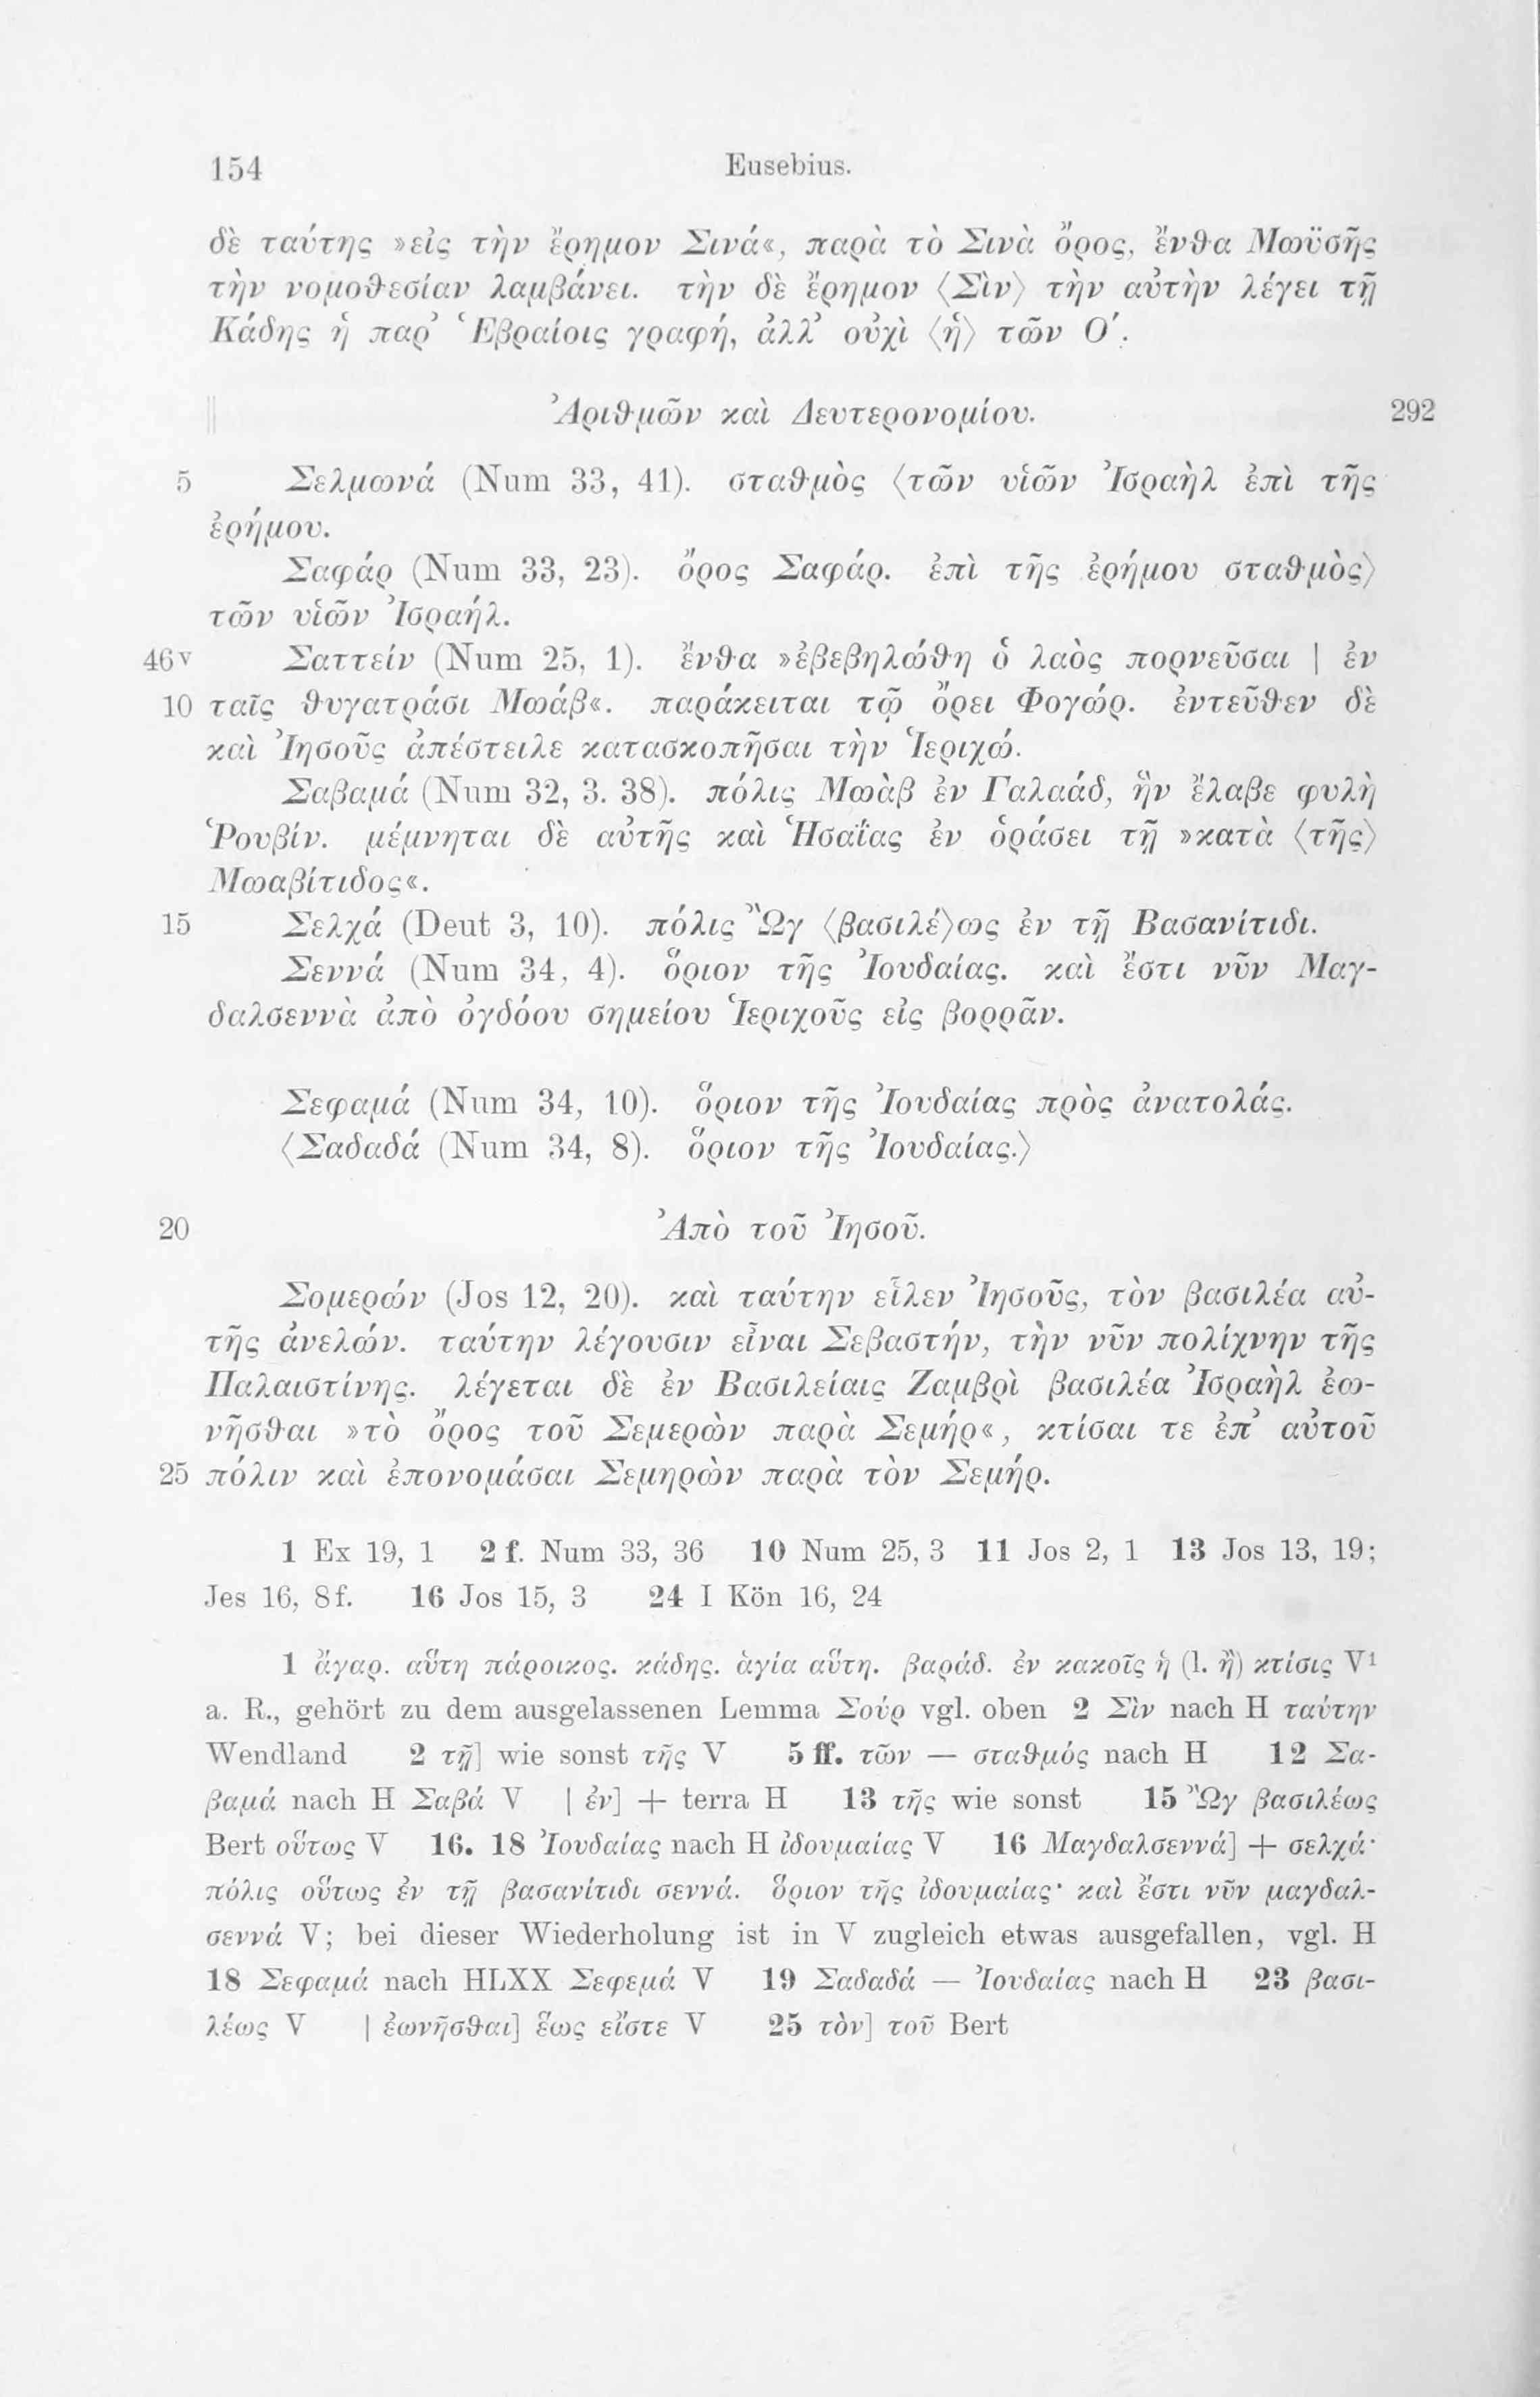 154 Eusebius.
δὲ ταύτης »εἰς τὴν ἔρημον Σινά«, παρὰ τὸ Σινὰ ὄρος, ἔνθα Μωϋσῆς
τὴν νομοθεσίαν λαμβάνει. τὴν δὲ ἔρημον ⟨Σὶν⟩ τὴν αὐτὴν λέγει τῇ
Κάδης ἡ παρ’ Ἑβραίοις γραφή, ἀλλ’ οὐχὶ ⟨ἡ⟩ τῶν Ο′.
‖ Ἀριθμῶν καὶ Δευτερονομίου. 292
5 Σελμωνά (Num 33, 41). σταθμὸς ⟨τῶν υἱῶν Ἰσραὴλ ἐπὶ τῆς
ἐρήμου.
Σαφάρ (Num 33, 23). ὄρος Σαφάρ. ἐπὶ τῆς ἐρήμου σταθμὸς⟩
τῶν υἱῶν Ἰσραήλ.
46v Σαττείν (Num 25, 1). ἔνθα »ἐβεβηλώθη ὁ λαὸς πορνεῦσαι | ἐν
10 ταῖς θυγατράσι Μωάβ«. παράκειται τῷ ὄρει Φογώρ. ἐντεῦθεν δὲ
καὶ Ἰησοῦς ἀπέστειλε κατασκοπῆσαι τὴν Ἱεριχώ.
Σαβαμά (Num 32, 3. 38). πόλις Μωὰβ ἐν Γαλαάδ, ἣν ἔλαβε φυλὴ
Ῥουβίν. μέμνηται δὲ αὐτῆς καὶ Ἡσαΐας ἐν ὁράσει τῇ »κατὰ ⟨τῆς⟩
Μωαβίτιδος«.
15 Σελχά (Deut 3, 10). πόλις Ὢγ ⟨βασιλέ⟩ως ἐν τῇ Βασανίτιδι.
Σεννά (Num 34, 4). ὅριον τῆς Ἰουδαίας. καὶ ἔστι νῦν Μαγ-
δαλσεννὰ ἀπὸ ὀγδόου σημείου Ἱεριχοῦς εἰς βορρᾶν.
Σεφαμά (Num 34, 10). ὅριον τῆς Ἰουδαίας πρὸς ἀνατολάς.
⟨Σαδαδά (Num 34, 8). ὅριον τῆς Ἰουδαίας.⟩
20 Ἀπὸ τοῦ Ἰησοῦ.
Σομερών (Jos 12, 20). καὶ ταύτην εἷλεν Ἰησοῦς, τὸν βασιλέα αὐ-
τῆς ἀνελών. ταύτην λέγουσιν εἶναι Σεβαστήν, τὴν νῦν πολίχνην τῆς
Παλαιστίνης. λέγεται δὲ ἐν Βασιλείαις Ζαμβρὶ βασιλέα Ἰσραὴλ ἐω-
νῆσθαι »τὸ ὄρος τοῦ Σεμερὼν παρὰ Σεμήρ«, κτίσαι τε ἐπ’ αὐτοῦ
25 πόλιν καὶ ἐπονομάσαι Σεμηρὼν παρὰ τὸν Σεμήρ.
1 Ex 19, 1 2 f. Num 33, 36 10 Num 25, 3 11 Jos 2, 1 13 Jos 13, 19;
Jes 16, 8 f. 16 Jos 15, 3 24 I Kön 16, 24
1 ἄγαρ. αὕτη πάροικος. κάδης. ἁγία αὕτη. βαράδ. ἐν κακοῖς ἡ (l. ἢ) κτίσις V1
a. R., gehört zu dem ausgelassenen Lemma Σούρ vgl. oben 2 Σὶν nach H ταύτην
Wendland 2 τῇ] wie sonst τῆς V 5 ff. τῶν — σταθμός nach H 12 Σα-
βαμά nach H Σαβά V | ἐν] + terra H 13 τῆς wie sonst 15 Ὢγ βασιλέως
Bert οὕτως V 16. 18 Ἰουδαίας nach H ἰδουμαίας V 16 Μαγδαλσεννά] + σελχά·
πόλις οὕτως ἐν τῇ βασανίτιδι σεννά. ὅριον τῆς ἰδουμαίας· καὶ ἔστι νῦν μαγδαλ-
σεννά V; bei dieser Wiederholung ist in V zugleich etwas ausgefallen, vgl. H
18 Σεφαμά nach HLXX Σεφεμά V 19 Σαδαδά — Ἰουδαίας nach H 23 βασι-
λέως V | ἐωνῆσθαι] ἕως εἴστε V 25 τὸν] τοῦ Bert